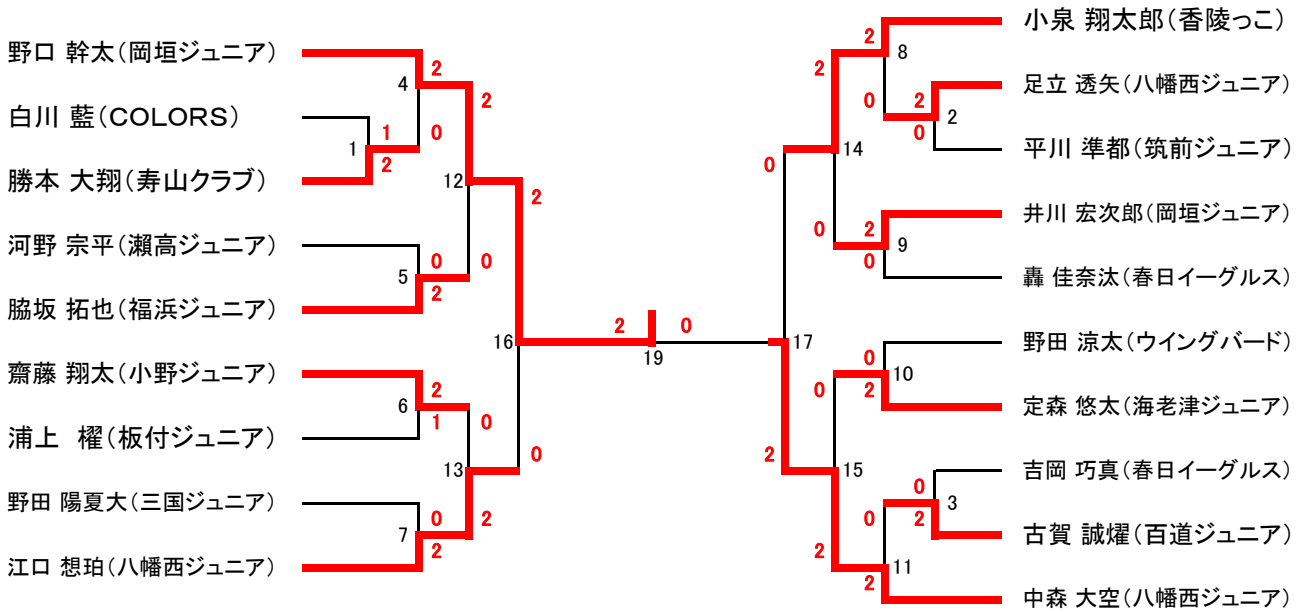 野口 幹太(岡垣ジュニア)
白川 藍(COLORS)
勝本 大翔(寿山クラブ)
河野 宗平(瀨高ジュニア)
脇坂 拓也(福浜ジュニア)
齋藤 翔太(小野ジュニア)
浦上 櫂(板付ジュニア)
野田 陽夏大(三国ジュニア)
江口 想珀(八幡西ジュニア)
4
2
2
1
1
0
2
12
2
5
0
0
2
16
2
0
19
6
2
1
0
13
0
7
0
2
2
小泉 翔太郎(香陵っこ)
足立 透矢(八幡西ジュニア)
平川 準都(筑前ジュニア)
井川 宏次郎(岡垣ジュニア)
轟 佳奈汰(春日イーグルス)
野田 涼太(ウイングバード)
定森 悠太(海老津ジュニア)
吉岡 巧真(春日イーグルス)
古賀 誠燿(百道ジュニア)
中森 大空(八幡西ジュニア)
2
8
2
0
2
0
2
14
0
0
2
0
9
17
0
0
2
10
2
15
0
0
2
3
2
2
11